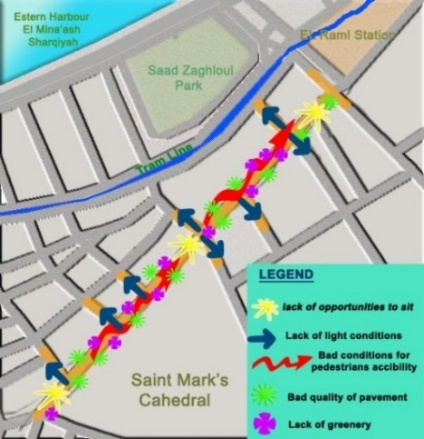 Estern Harbour
El Mina'ash
Sharqiyah
EL Raml Station
Saad Zaghloul
Park
Tram Line
LEGEND
lack of opportunities to sit
Lack of light conditions
Bad conditions for
pedestrians accibility
Bad quality of pavement
Lack of greenery
Saint Mark's
Cahedral